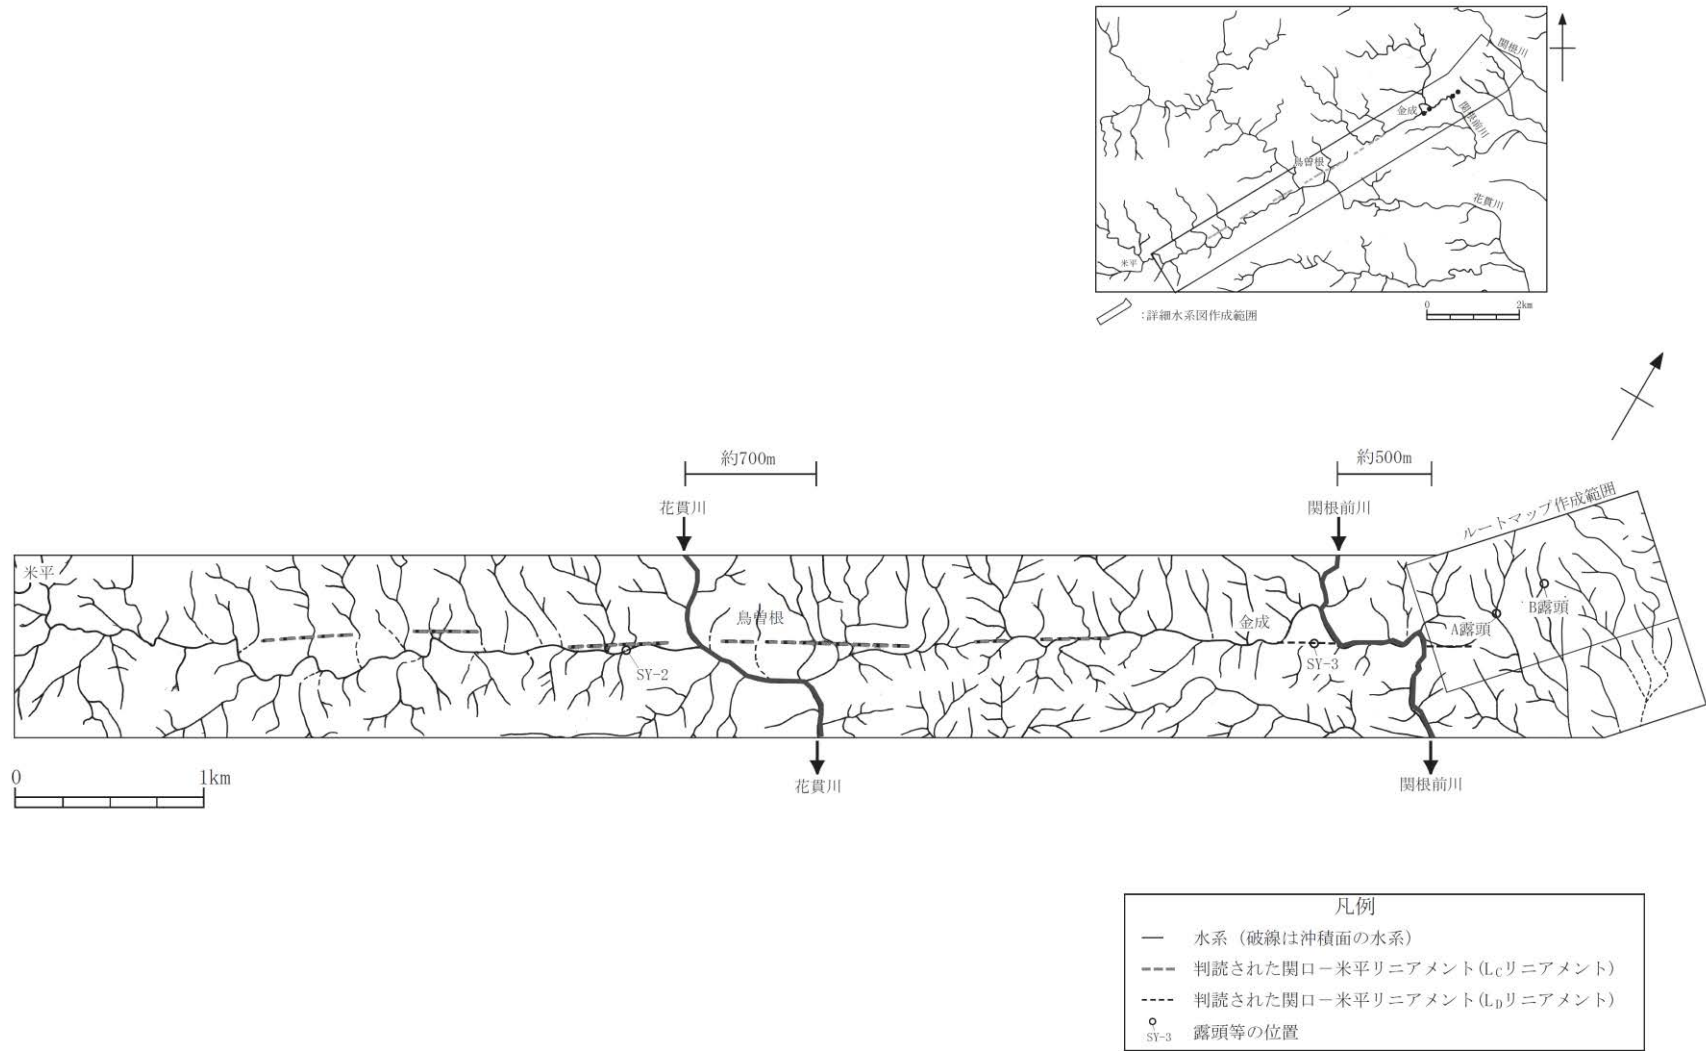 関根川
金成
関根前川
鳥曽根
花貫川
米平
0 2km
:詳細水系図作成範囲
約700m
約500m
花貫川
関根前川
ルートマップ作成範囲
米平
鳥曽根
金成
B露頭
A露頭
SY-2
SY-3
0 1km
花貫川
関根前川
凡例
水系（破線は沖積面の水系）
判読された関口－米平リニアメント(LCリニアメント)
判読された関口－米平リニアメント(LDリニアメント)
SY-3 露頭等の位置